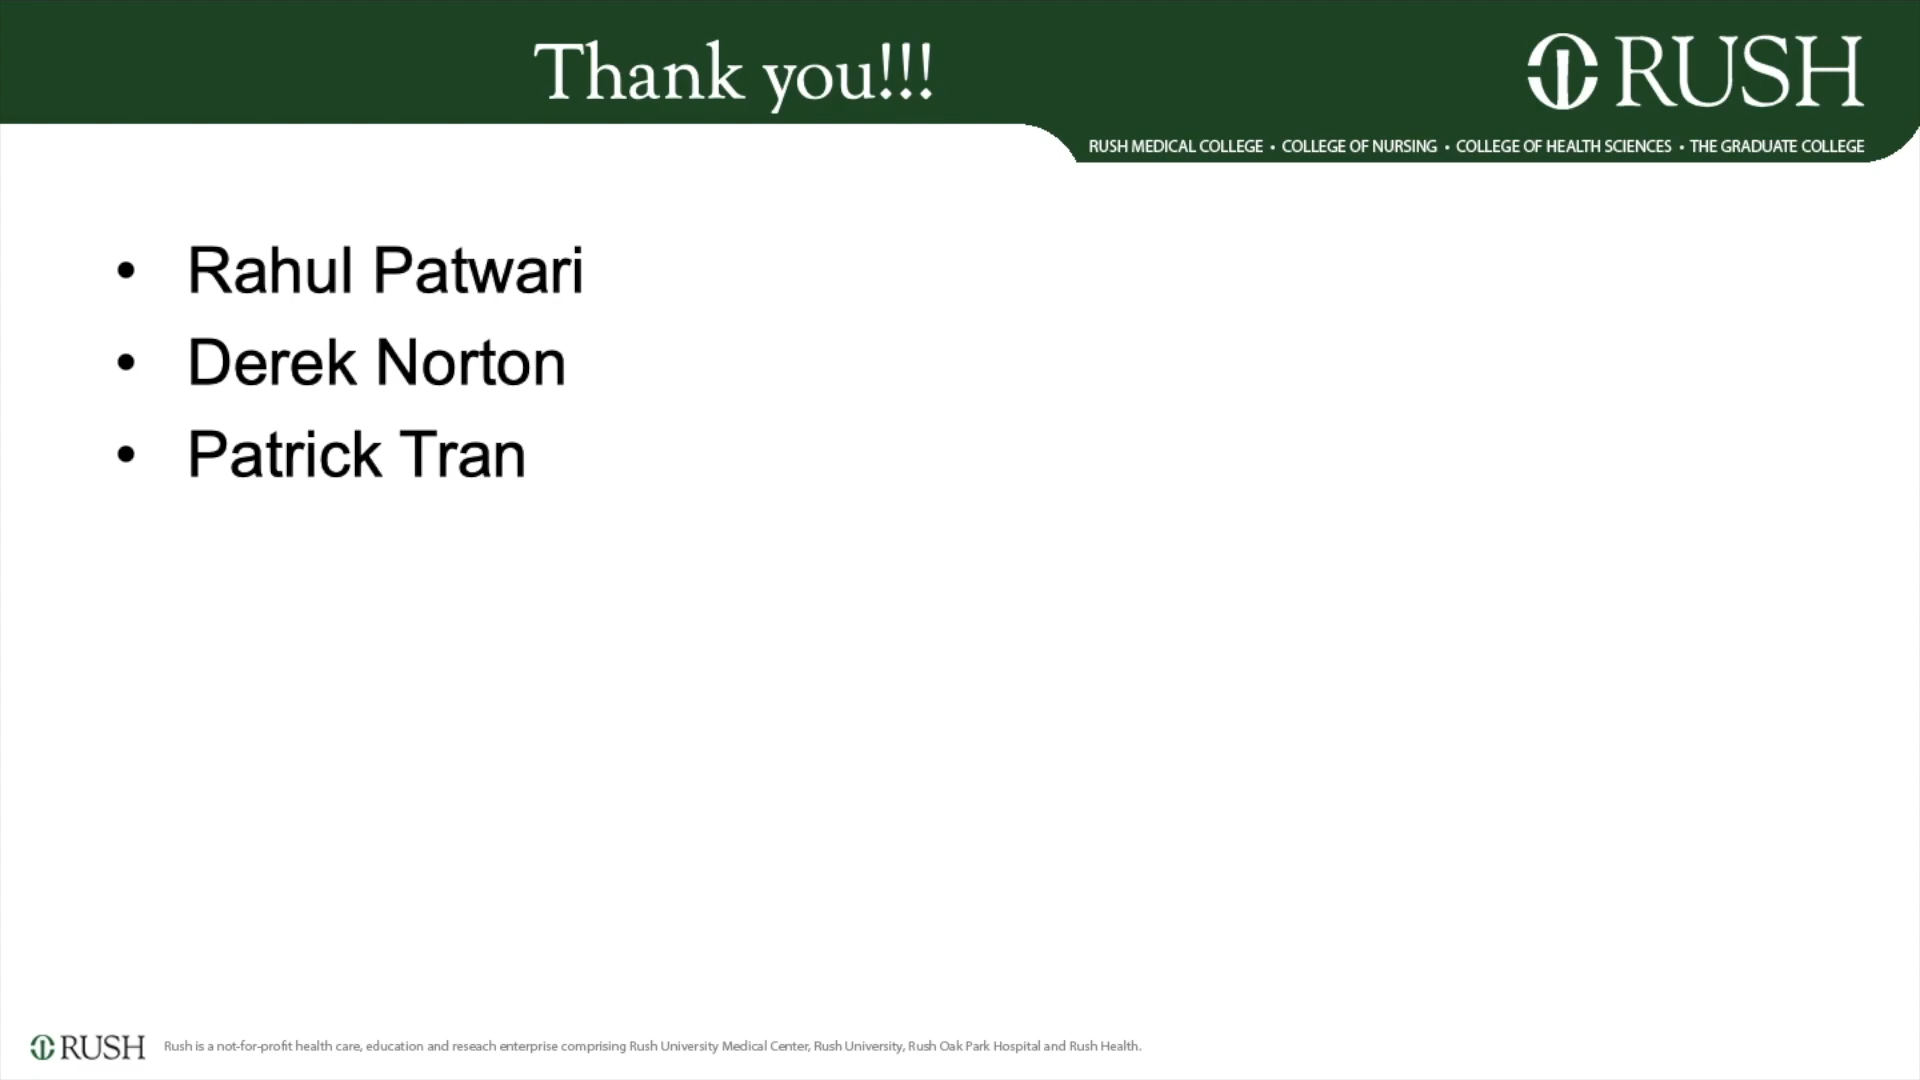 Thank you!!!
RUSH
RUSH MEDICAL COLLEGE • COLLEGE OF NURSING • COLLEGE OF HEALTH SCIENCES • THE GRADUATE COLLEGE
• Rahul Patwari
• Derek Norton
• Patrick Tran
RUSH Rush is a not-for-profit health care, education and reseach enterprise comprising Rush University Medical Center, Rush University, Rush Oak Park Hospital and Rush Health.